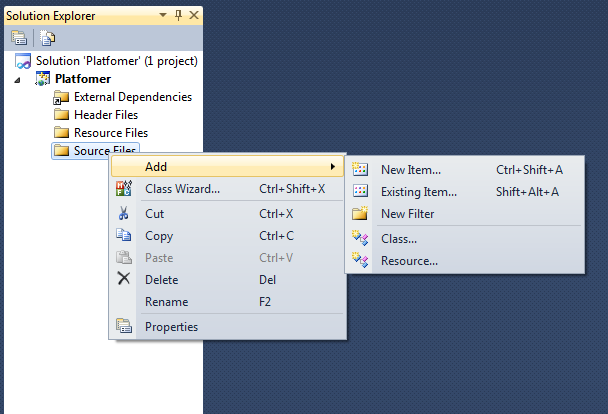 Solution Explorer
Solution 'Platfomer' (1 project)
Platfomer
External Dependencies
Header Files
Resource Files
Source Files
Add
Class Wizard... Ctrl+Shift+X
Cut Ctrl+X
Copy Ctrl+C
Paste Ctrl+V
Delete Del
Rename F2
Properties
New Item... Ctrl+Shift+A
Existing Item... Shift+Alt+A
New Filter
Class...
Resource...